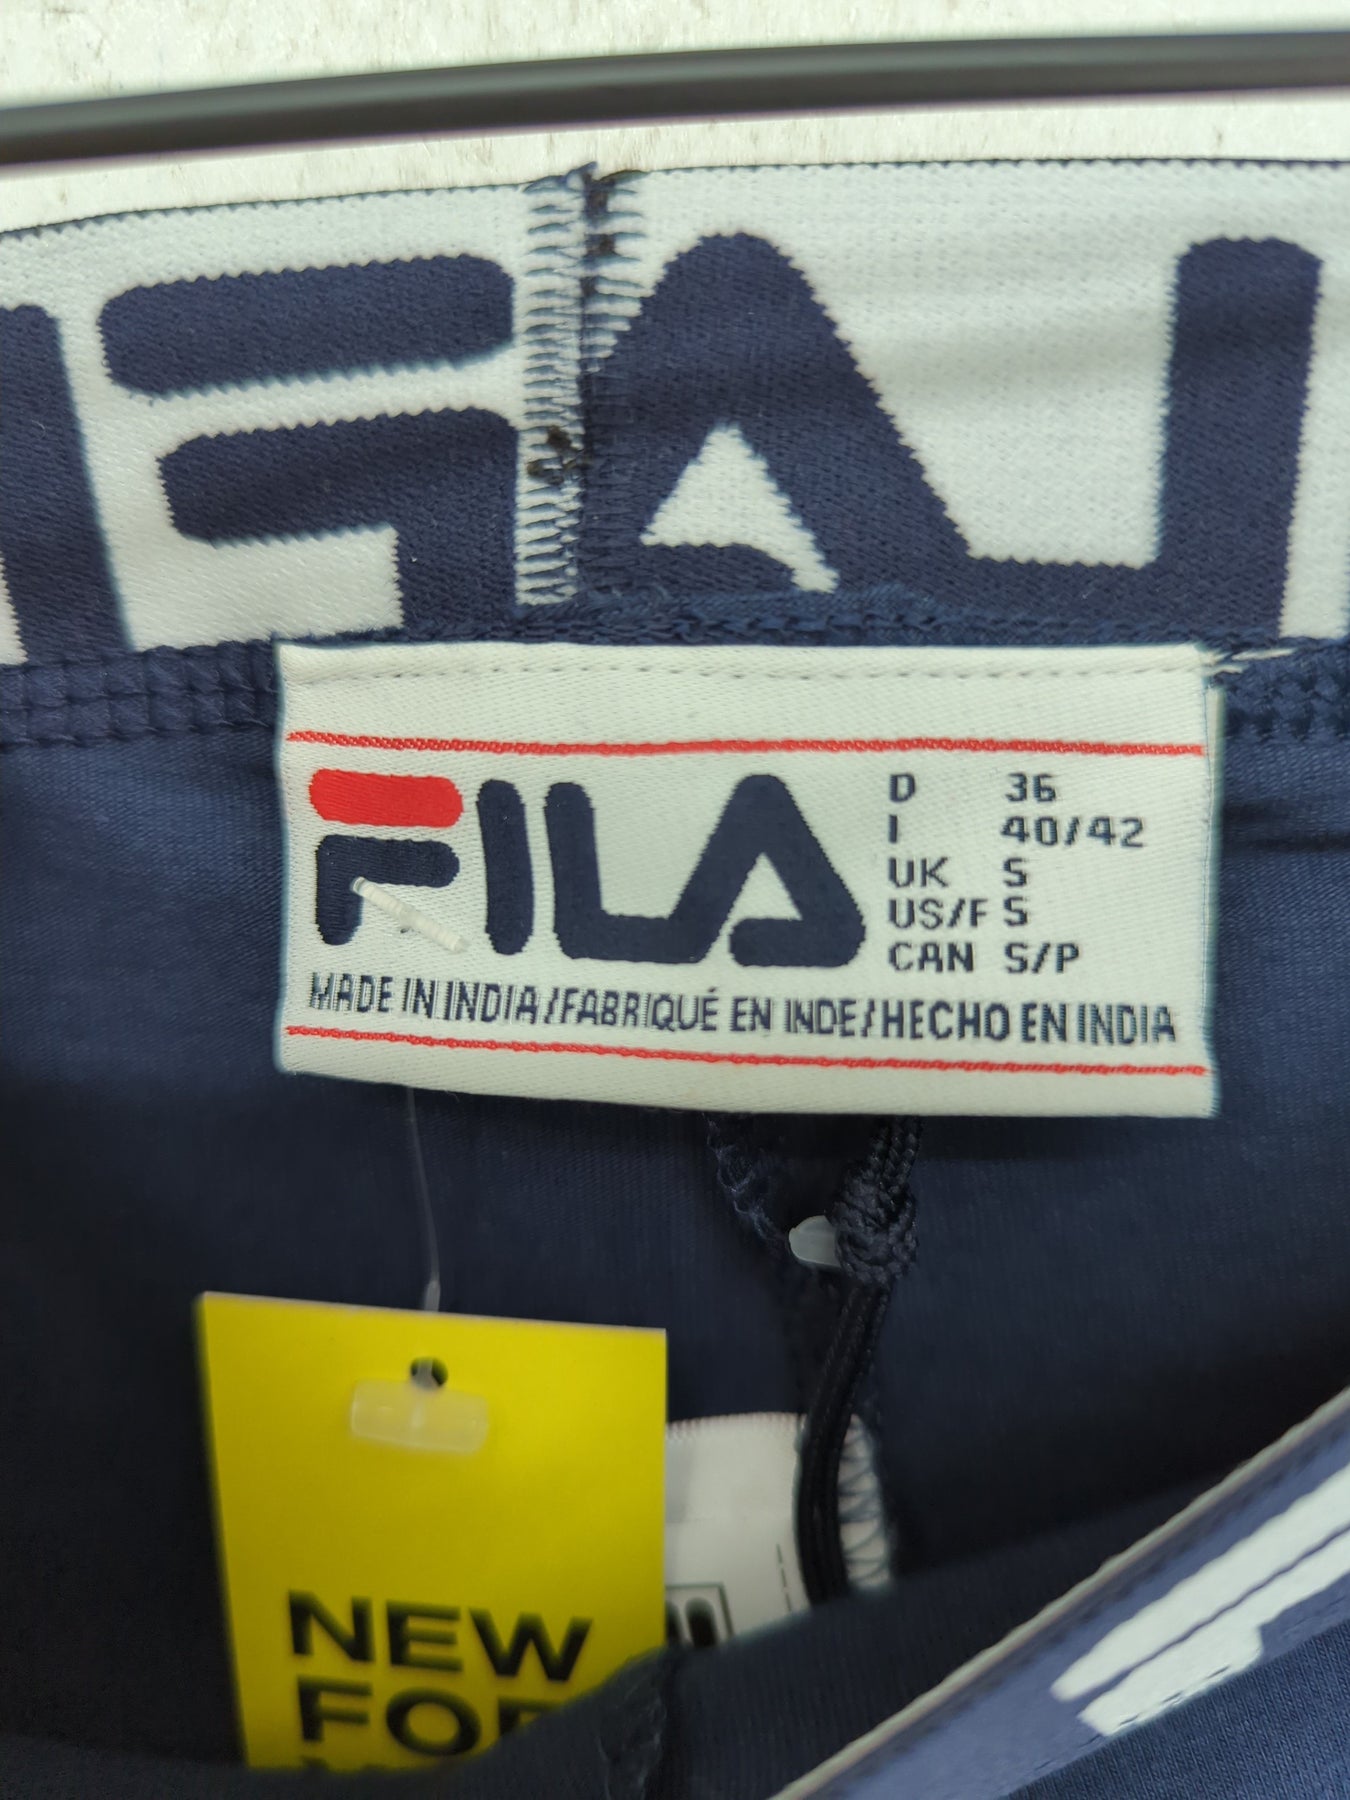 FILA
D 36
I 40/42
UK S
US/F S
CAN S/P
MADE IN INDIA/FABRIQUÉ EN INDE/HECHO EN INDIA
NEW